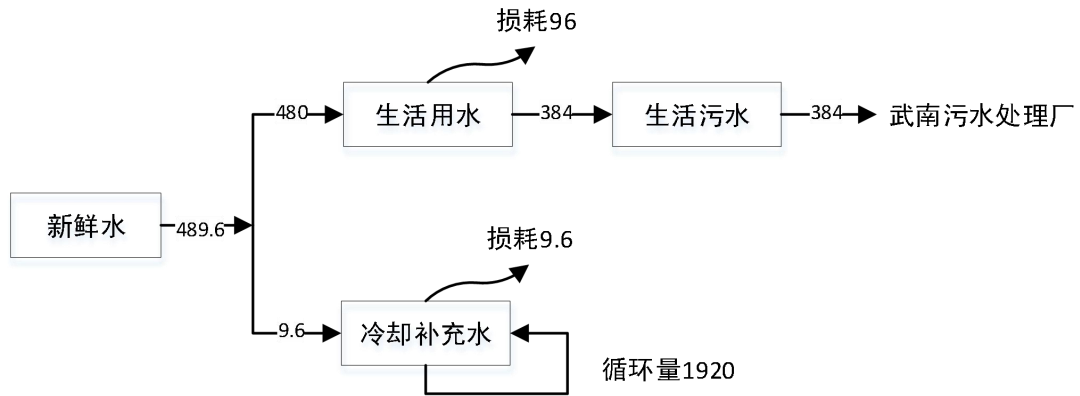 损耗96
480
生活用水
384
生活污水
384
武南污水处理厂
新鲜水
489.6
损耗9.6
9.6
冷却补充水
循环量1920